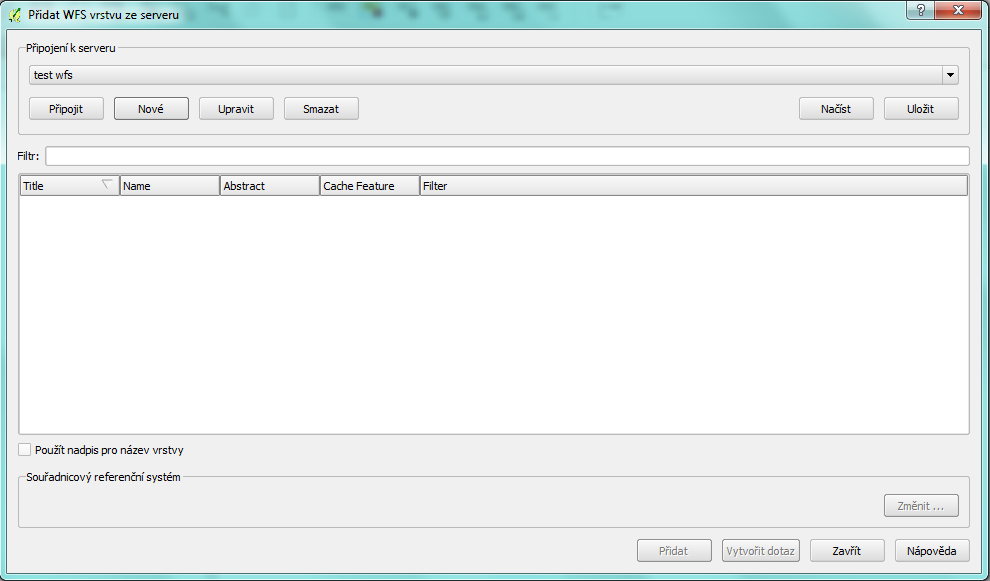 Přidat WFS vrstvu ze serveru
?
Připojení k serveru
test wfs
Připojit Nové Upravit Smazat Načíst Uložit
Filtr:
Title Name Abstract Cache Feature Filter
Použít nadpis pro název vrstvy
Souřadnicový referenční systém
Změnit ...
Přidat Vytvořit dotaz Zavřít Nápověda